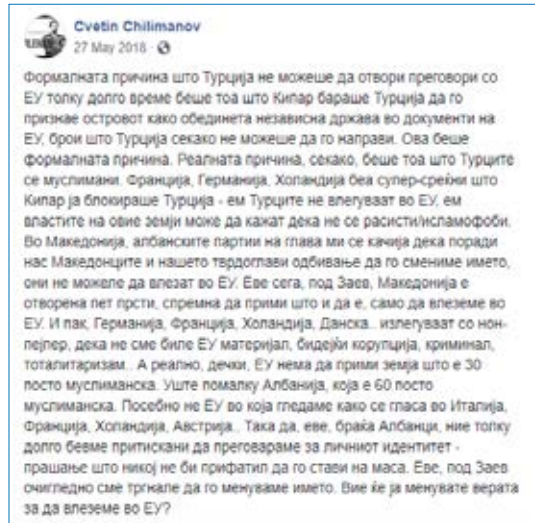 Cvetin Chilimanov
27 May 2018 ·
Формалната причина што Турција не можеше да отвори преговори со
ЕУ толку долго време беше тоа што Кипар бараше Турција да го
признае островот како обединета независна држава во документи на
ЕУ, брои што Турција секако не можеше да го направи. Ова беше
формалната причина. Реалната причина, секако, беше тоа што Турците
се муслимани. Франција, Германија, Холандија беа супер-среќни што
Кипар ја блокираше Турција - ем Турците не влегуваат во ЕУ, ем
властите на овие земји може да кажат дека не се расисти/исламофоби.
Во Македонија, албанските партии на глава ми се качија дека поради
нас Македонците и нашето тврдоглави одбивање да го смениме името,
они не можеле да влезат во ЕУ. Еве сега, под Заев, Македонија е
отворена пет прсти, спремна да прими што и да е, само да влеземе во
ЕУ. И пак, Германија, Франција, Холандија, Данска.. излегуваат со нон-
пејпер, дека не сме биле ЕУ материјал, бидејќи корупција, криминал,
тоталитаризам.. А реално, дечки, ЕУ нема да прими земја што е 30
посто муслиманска. Уште помалку Албанија, која е 60 посто
муслиманска. Посебно не ЕУ во која гледаме како се гласа во Италија,
Франција, Холандија, Австрија.. Така да, еве, браќа Албанци, ние толку
долго бевме притискани да преговараме за личниот идентитет -
прашање што никој не би прифатил да го стави на маса. Еве, под Заев
очигледно сме тргнале да го менуваме името. Вие ќе ја менувате верата
за да влеземе во ЕУ?